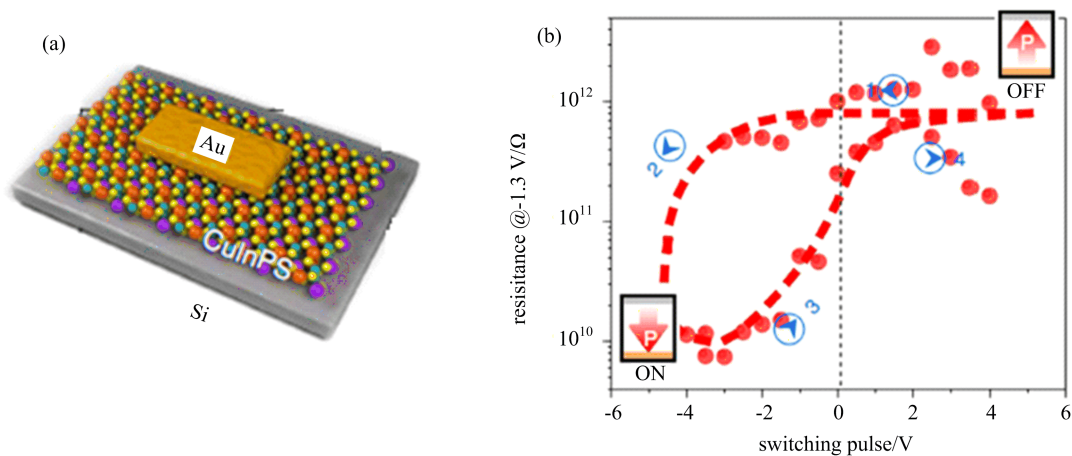 (a)
Au
CuInPS
Si
(b)
resisitance @-1.3 V/Ω
10¹²
10¹¹
10¹⁰
P
OFF
1
2
4
3
P
ON
-6 -4 -2 0 2 4 6
switching pulse/V